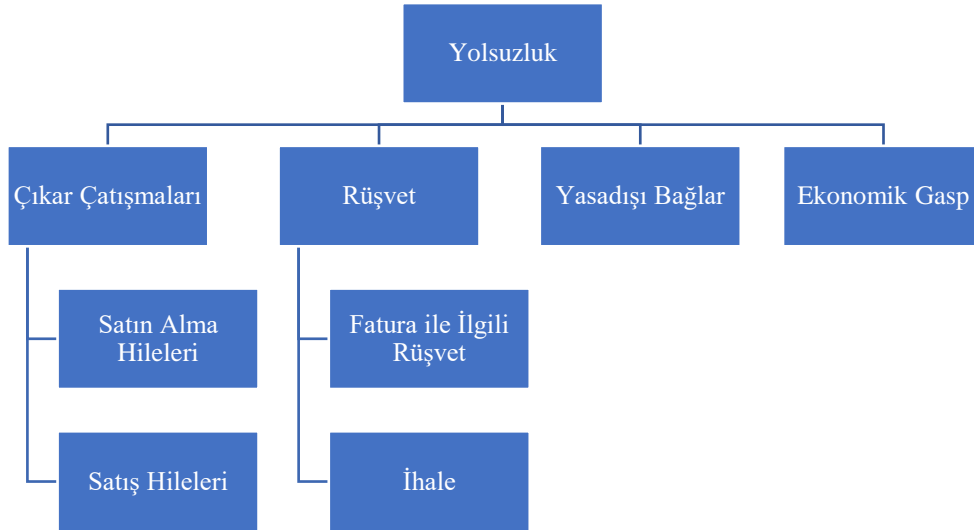 Yolsuzluk
Çıkar Çatışmaları
Rüşvet
Yasadışı Bağlar
Ekonomik Gasp
Satın Alma
Hileleri
Fatura ile İlgili
Rüşvet
Satış Hileleri
İhale